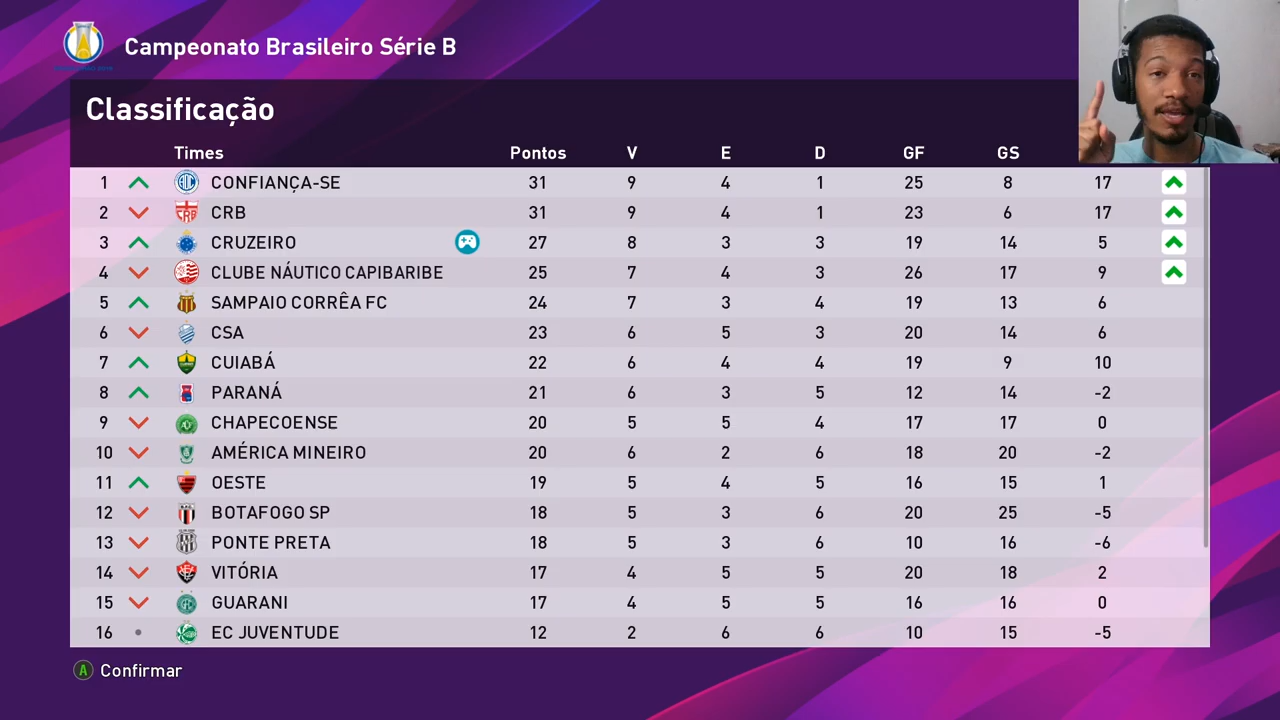 Campeonato Brasileiro Série B
Classificação
Times Pontos V E D GF GS
1 CONFIANÇA-SE 31 9 4 1 25 8 17
2 CRB 31 9 4 1 23 6 17
3 CRUZEIRO 27 8 3 3 19 14 5
4 CLUBE NÁUTICO CAPIBARIBE 25 7 4 3 26 17 9
5 SAMPAIO CORRÊA FC 24 7 3 4 19 13 6
6 CSA 23 6 5 3 20 14 6
7 CUIABÁ 22 6 4 4 19 9 10
8 PARANÁ 21 6 3 5 12 14 -2
9 CHAPECOENSE 20 5 5 4 17 17 0
10 AMÉRICA MINEIRO 20 6 2 6 18 20 -2
11 OESTE 19 5 4 5 16 15 1
12 BOTAFOGO SP 18 5 3 6 20 25 -5
13 PONTE PRETA 18 5 3 6 10 16 -6
14 VITÓRIA 17 4 5 5 20 18 2
15 GUARANI 17 4 5 5 16 16 0
16 EC JUVENTUDE 12 2 6 6 10 15 -5
A Confirmar